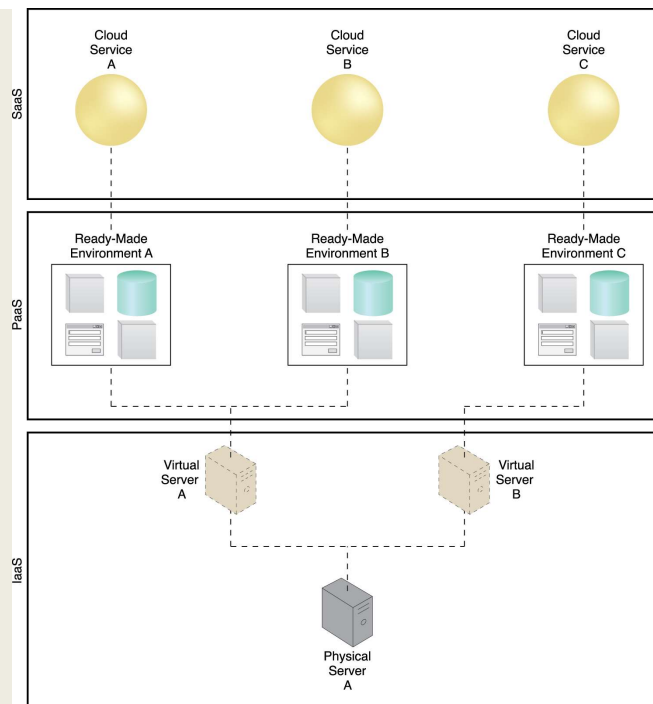 SaaS
Cloud
Service
A
Cloud
Service
B
Cloud
Service
C
PaaS
Ready-Made
Environment A
Ready-Made
Environment B
Ready-Made
Environment C
IaaS
Virtual
Server
A
Virtual
Server
B
Physical
Server
A